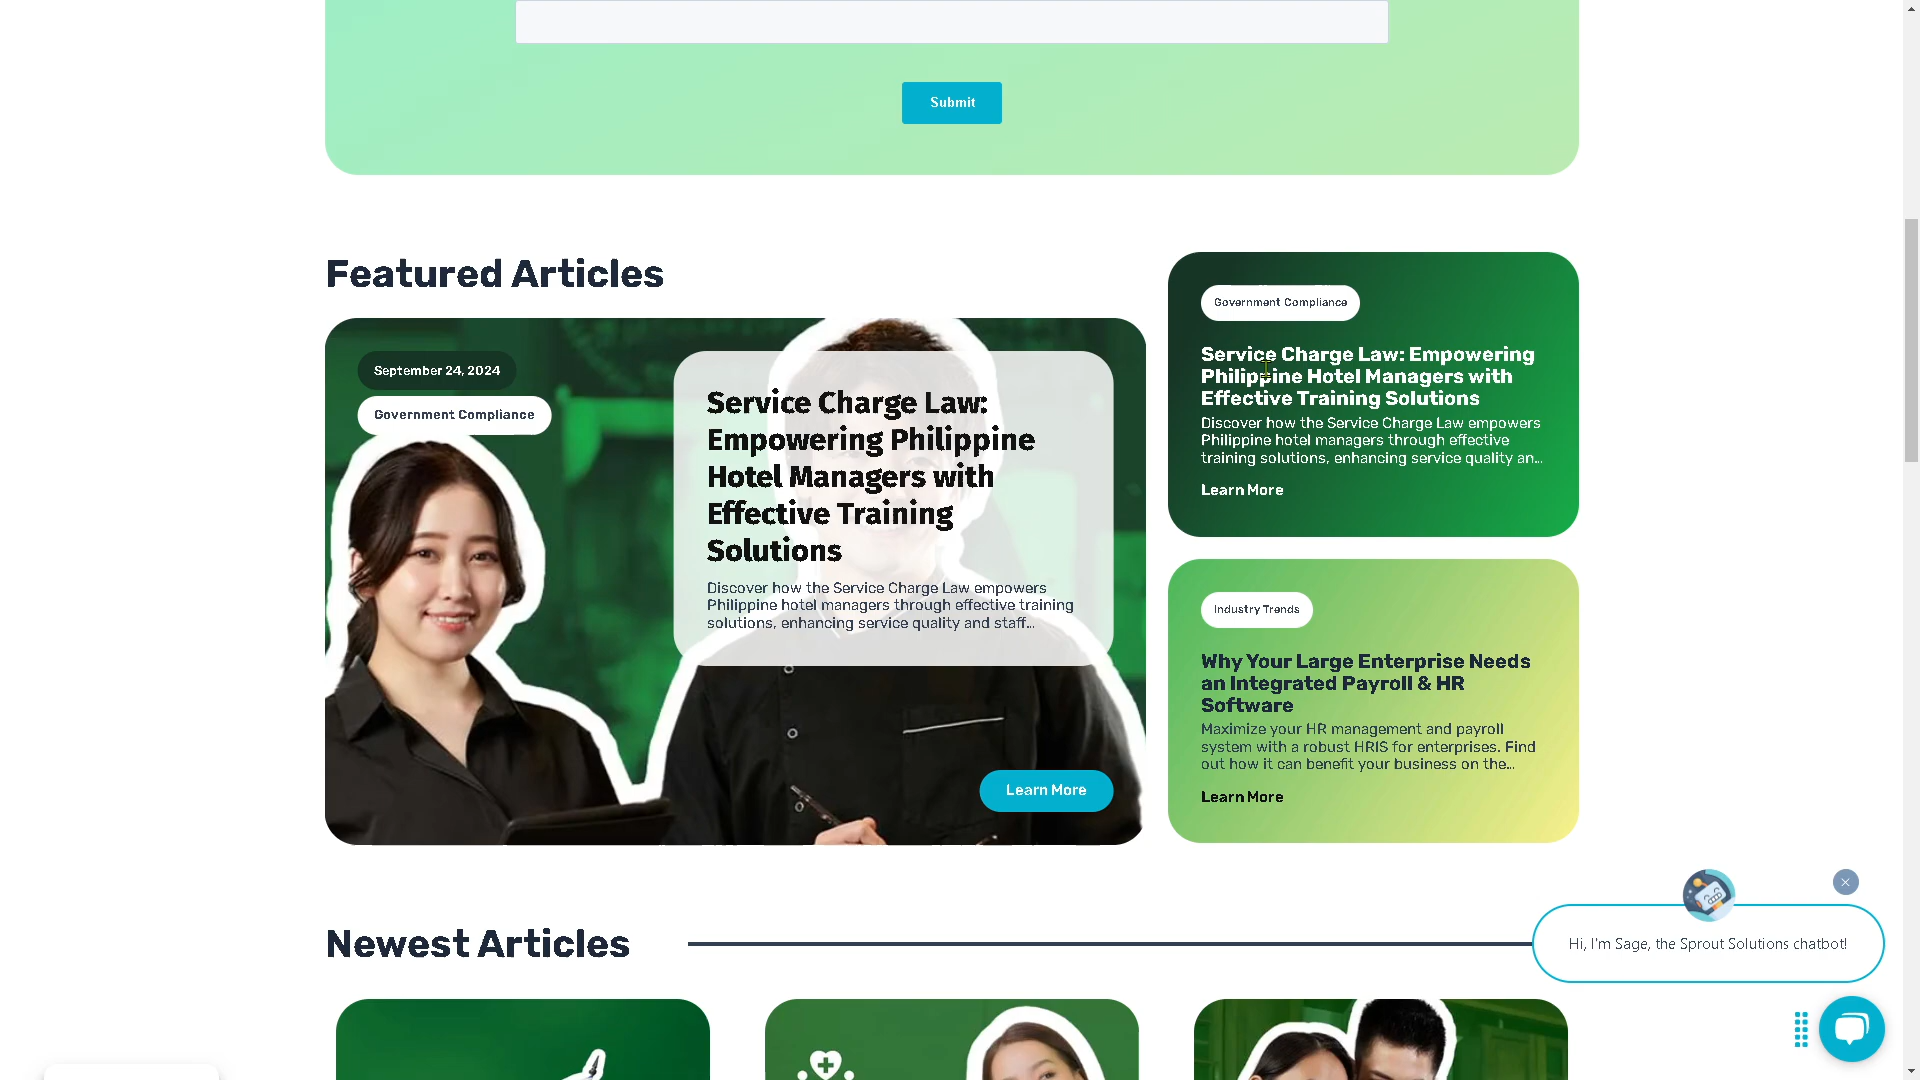 Submit
Featured Articles
September 24, 2024
Government Compliance
Service Charge Law:
Empowering Philippine
Hotel Managers with
Effective Training
Solutions
Discover how the Service Charge Law empowers
Philippine hotel managers through effective training
solutions, enhancing service quality and staff...
Learn More
Government Compliance
Service Charge Law: Empowering
Philippine Hotel Managers with
Effective Training Solutions
Discover how the Service Charge Law empowers
Philippine hotel managers through effective
training solutions, enhancing service quality an...
Learn More
Industry Trends
Why Your Large Enterprise Needs
an Integrated Payroll & HR
Software
Maximize your HR management and payroll
system with a robust HRIS for enterprises. Find
out how it can benefit your business on the...
Learn More
Newest Articles
Hi, I'm Sage, the Sprout Solutions chatbot!